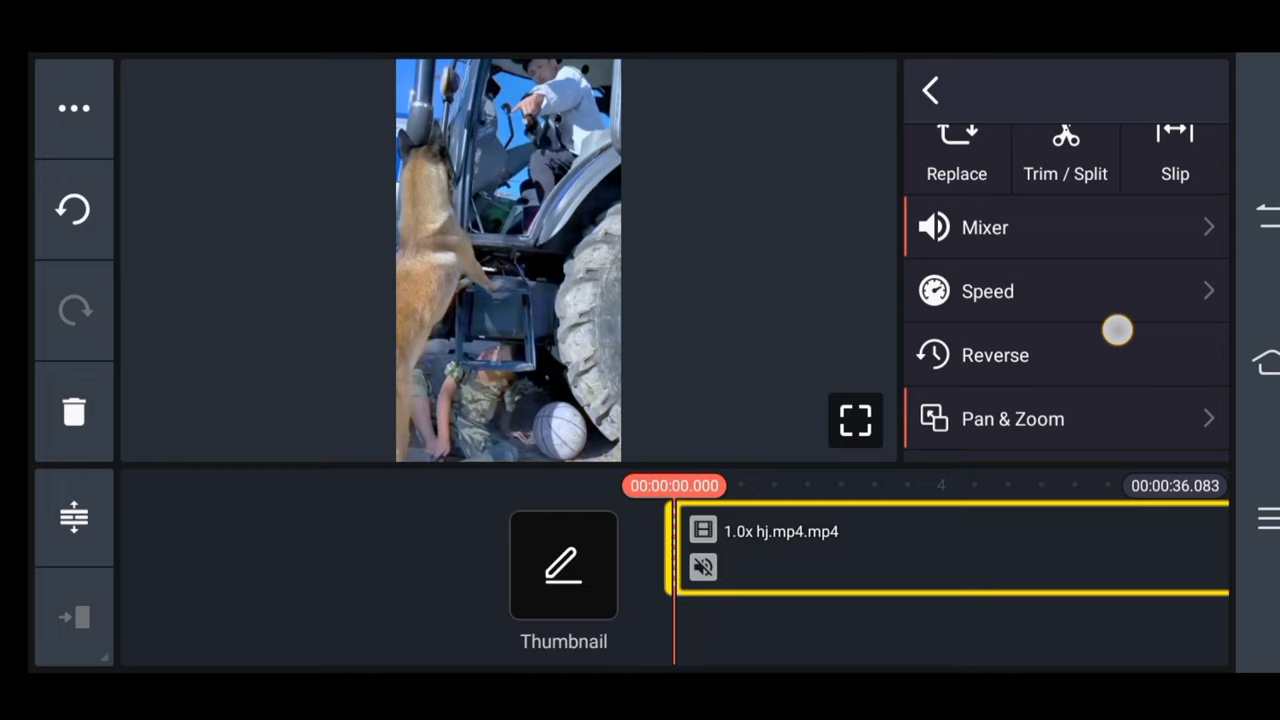 Replace
Trim / Split
Slip
Mixer
Speed
Reverse
Pan & Zoom
00:00:00.000
4
00:00:36.083
1.0x hj.mp4.mp4
Thumbnail